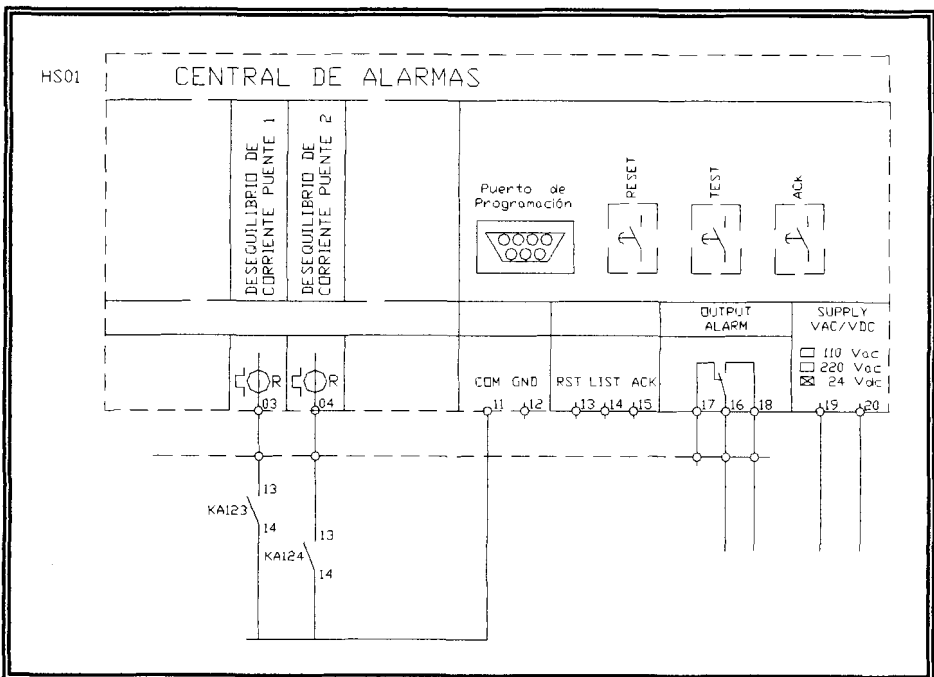 HS01
CENTRAL DE ALARMAS
DESEQUILIBRIO DE
CORRIENTE PUENTE 1
DESEQUILIBRIO DE
CORRIENTE PUENTE 2
Puerto de
Programación
RESET
TEST
ACK
OUTPUT
ALARM
SUPPLY
VAC/VDC
110 Vac
220 Vac
24 Vdc
R
R
COM GND
RST LIST ACK
03
04
11
12
13
14
15
17
16
18
19
20
13
KA123
14
13
KA124
14